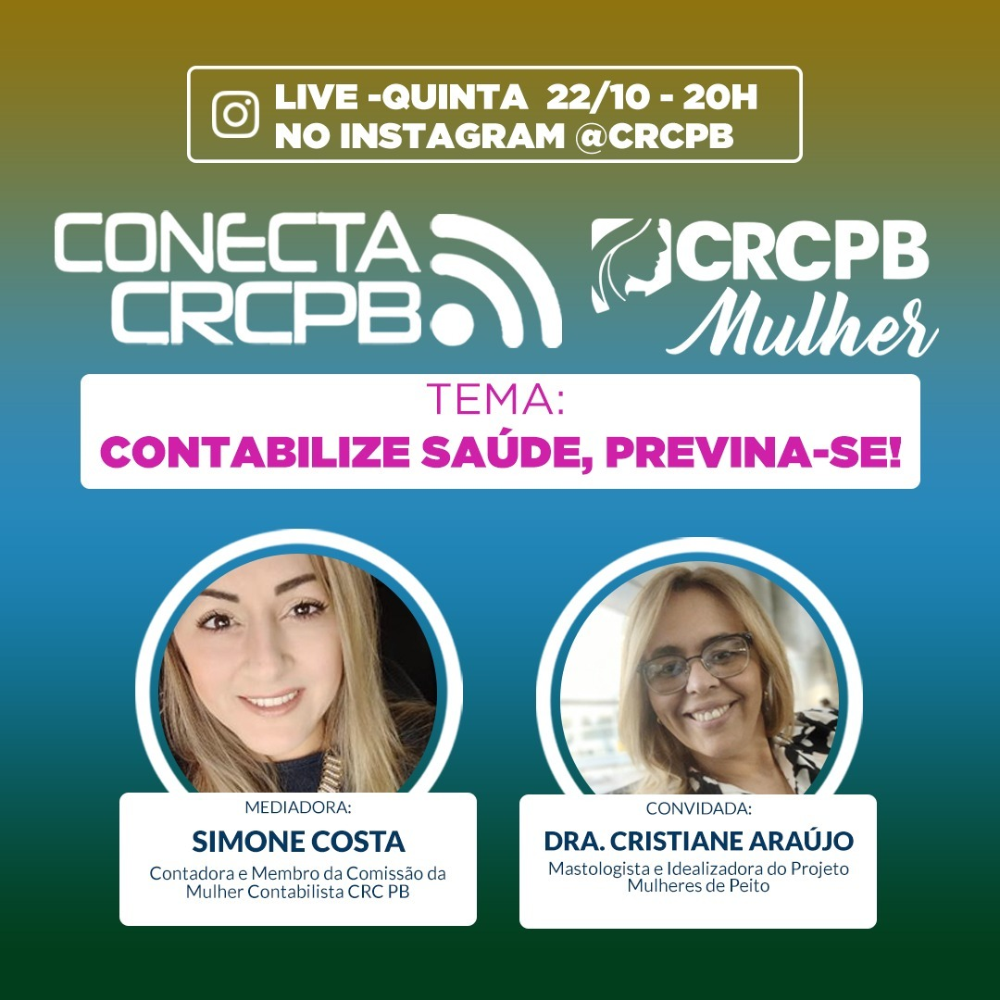 LIVE -QUINTA 22/10 - 20H
NO INSTAGRAM @CRCPB
CONECTA
CRCPB
CRCPB
Mulher
TEMA:
CONTABILIZE SAÚDE, PREVINA-SE!
MEDIADORA:
SIMONE COSTA
Contadora e Membro da Comissão da
Mulher Contabilista CRC PB
CONVIDADA:
DRA. CRISTIANE ARAÚJO
Mastologista e Idealizadora do Projeto
Mulheres de Peito